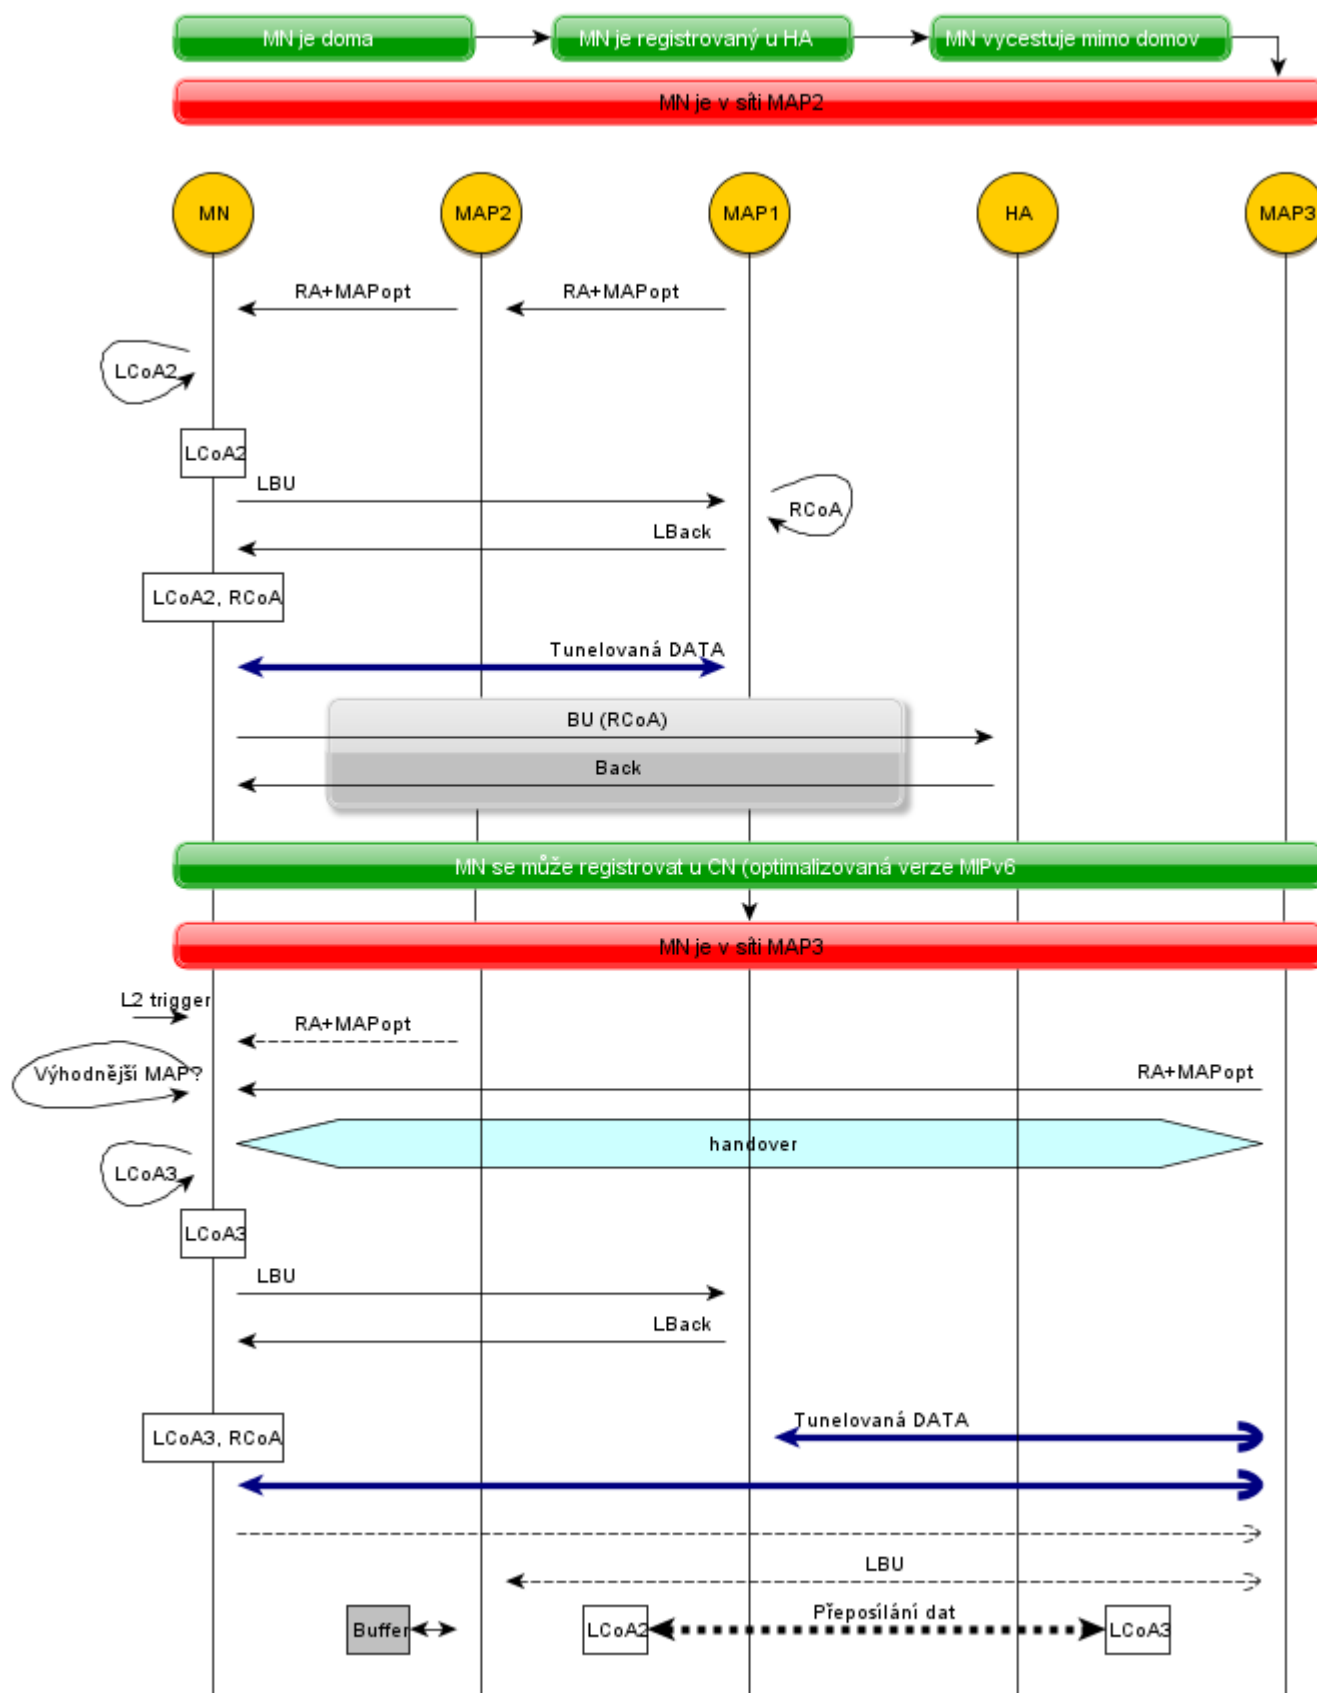 MN je doma
MN je registrovaný u HA
MN vycestuje mimo domov
MN je v síti MAP2
MN
MAP2
MAP1
HA
MAP3
RA+MAPopt
RA+MAPopt
LCoA2
LCoA2
LBU
RCoA
LBack
LCoA2, RCoA
Tunelovaná DATA
BU (RCoA)
Back
MN se může registrovat u CN (optimalizovaná verze MIPv6
MN je v síti MAP3
L2 trigger
RA+MAPopt
Výhodnější MAP?
RA+MAPopt
handover
LCoA3
LCoA3
LBU
LBack
LCoA3, RCoA
Tunelovaná DATA
LBU
Buffer
LCoA2
Přeposílání dat
LCoA3